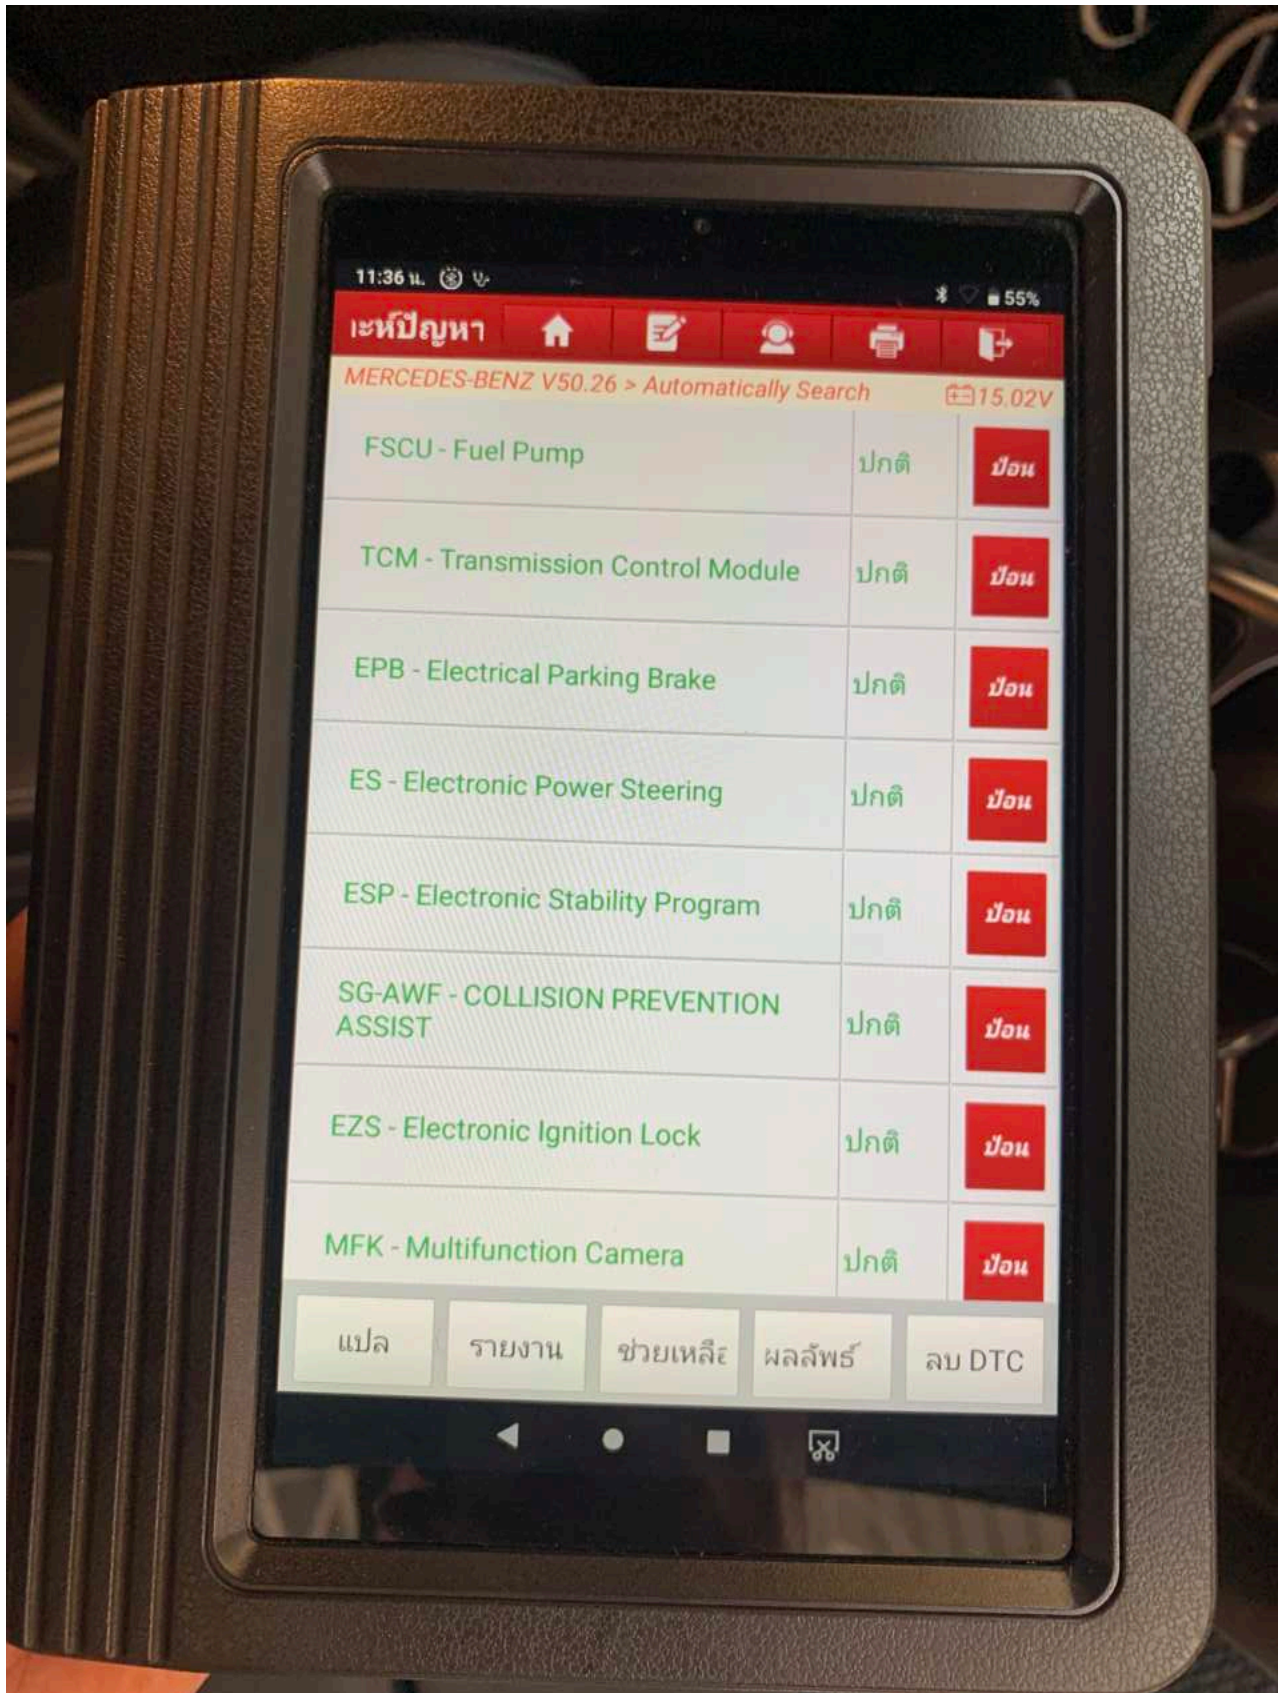 11:36 น.
55%
าะห์ปัญหา
MERCEDES-BENZ V50.26 > Automatically Search
15.02V
FSCU - Fuel Pump ปกติ ป้อน
TCM - Transmission Control Module ปกติ ป้อน
EPB - Electrical Parking Brake ปกติ ป้อน
ES - Electronic Power Steering ปกติ ป้อน
ESP - Electronic Stability Program ปกติ ป้อน
SG-AWF - COLLISION PREVENTION
ASSIST ปกติ ป้อน
EZS - Electronic Ignition Lock ปกติ ป้อน
MFK - Multifunction Camera ปกติ ป้อน
แปล รายงาน ช่วยเหลือ ผลลัพธ์ ลบ DTC